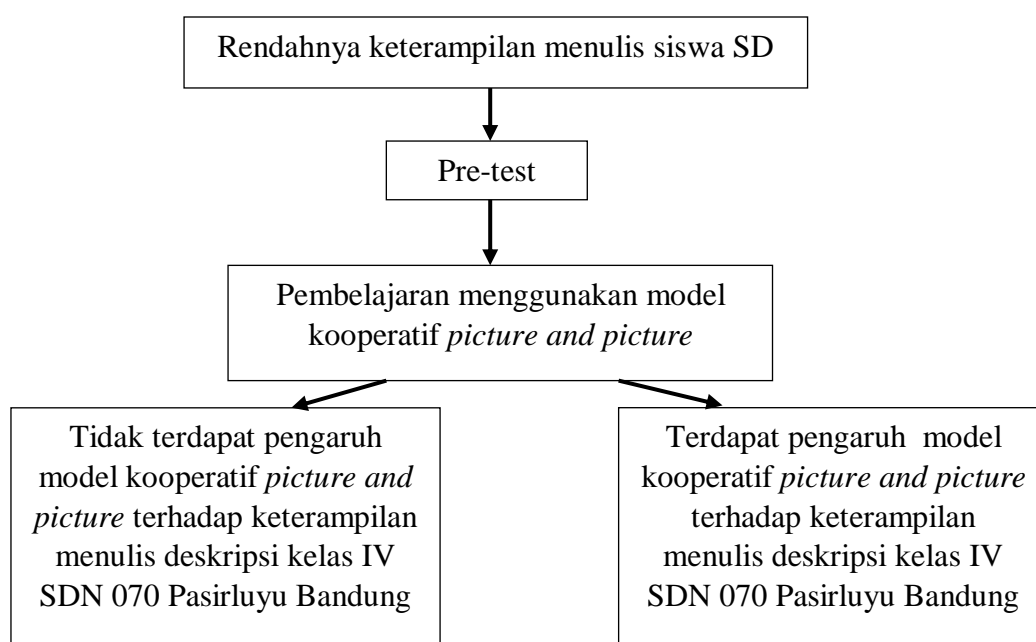 Rendahnya keterampilan menulis siswa SD
Pre-test
Pembelajaran menggunakan model
kooperatif picture and picture
Tidak terdapat pengaruh
model kooperatif picture and
picture terhadap keterampilan
menulis deskripsi kelas IV
SDN 070 Pasirluyu Bandung
Terdapat pengaruh  model
kooperatif picture and picture
terhadap keterampilan
menulis deskripsi kelas IV
SDN 070 Pasirluyu Bandung